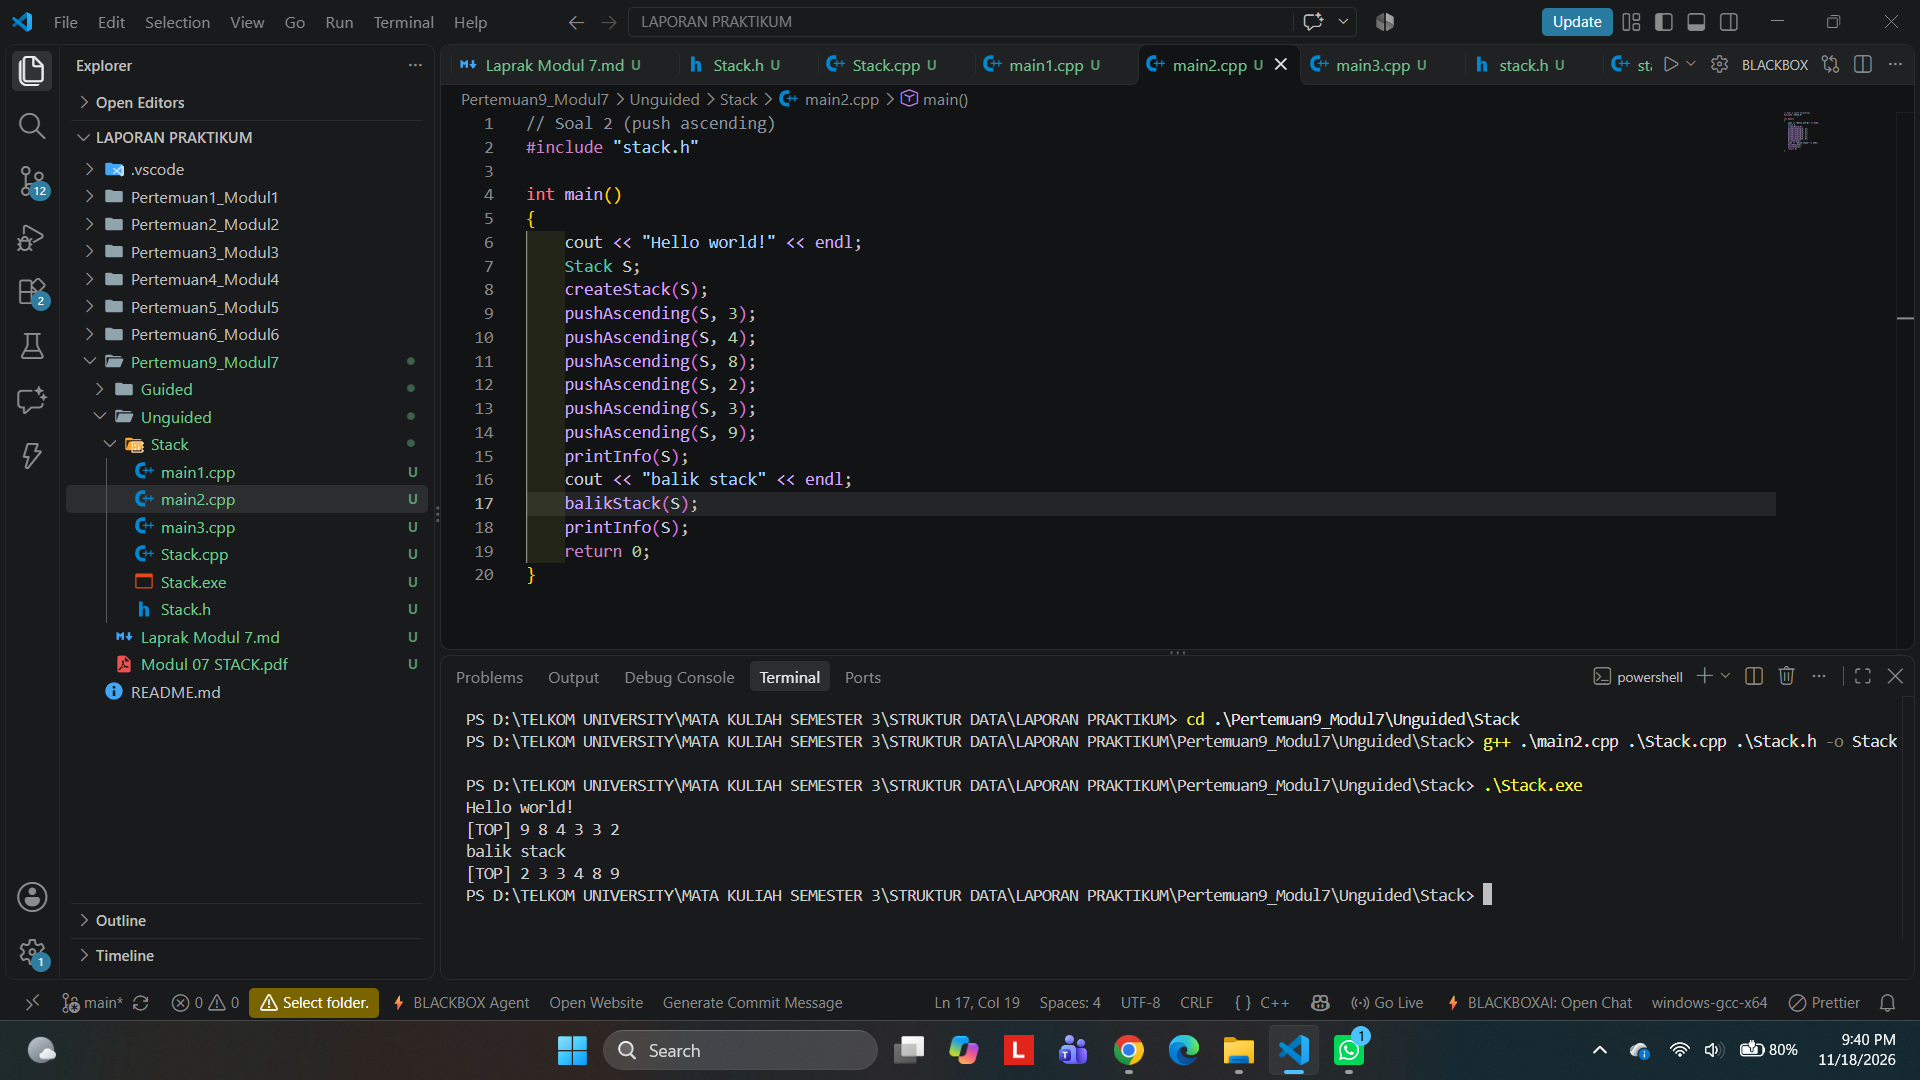 File Edit Selection View Go Run Terminal Help
LAPORAN PRAKTIKUM
Update
Explorer
Open Editors
LAPORAN PRAKTIKUM
.vscode
Pertemuan1_Modul1
Pertemuan2_Modul2
Pertemuan3_Modul3
Pertemuan4_Modul4
Pertemuan5_Modul5
Pertemuan6_Modul6
Pertemuan9_Modul7
Guided
Unguided
Stack
main1.cpp U
main2.cpp U
main3.cpp U
Stack.cpp U
Stack.exe U
Stack.h U
Laprak Modul 7.md U
Modul 07 STACK.pdf U
README.md
Outline
Timeline
12
2
1
Laprak Modul 7.md U Stack.h U Stack.cpp U main1.cpp U main2.cpp U main3.cpp U stack.h U BLACKBOX
Pertemuan9_Modul7 > Unguided > Stack > main2.cpp > main()
1 // Soal 2 (push ascending)
2 #include "stack.h"
3
4 int main()
5 {
6 cout << "Hello world!" << endl;
7 Stack S;
8 createStack(S);
9 pushAscending(S, 3);
10 pushAscending(S, 4);
11 pushAscending(S, 8);
12 pushAscending(S, 2);
13 pushAscending(S, 3);
14 pushAscending(S, 9);
15 printInfo(S);
16 cout << "balik stack" << endl;
17 balikStack(S);
18 printInfo(S);
19 return 0;
20 }
Problems Output Debug Console Terminal Ports
powershell
PS D:\TELKOM UNIVERSITY\MATA KULIAH SEMESTER 3\STRUKTUR DATA\LAPORAN PRAKTIKUM> cd .\Pertemuan9_Modul7\Unguided\Stack
PS D:\TELKOM UNIVERSITY\MATA KULIAH SEMESTER 3\STRUKTUR DATA\LAPORAN PRAKTIKUM\Pertemuan9_Modul7\Unguided\Stack> g++ .\main2.cpp .\Stack.cpp .\Stack.h -o Stack
PS D:\TELKOM UNIVERSITY\MATA KULIAH SEMESTER 3\STRUKTUR DATA\LAPORAN PRAKTIKUM\Pertemuan9_Modul7\Unguided\Stack> .\Stack.exe
Hello world!
[TOP] 9 8 4 3 3 2
balik stack
[TOP] 2 3 3 4 8 9
PS D:\TELKOM UNIVERSITY\MATA KULIAH SEMESTER 3\STRUKTUR DATA\LAPORAN PRAKTIKUM\Pertemuan9_Modul7\Unguided\Stack>
main* 0 0 Select folder. BLACKBOX Agent Open Website Generate Commit Message Ln 17, Col 19 Spaces: 4 UTF-8 CRLF {} C++ Go Live BLACKBOXAI: Open Chat windows-gcc-x64 Prettier
Search
L
T
1
80%
9:40 PM
11/18/2026